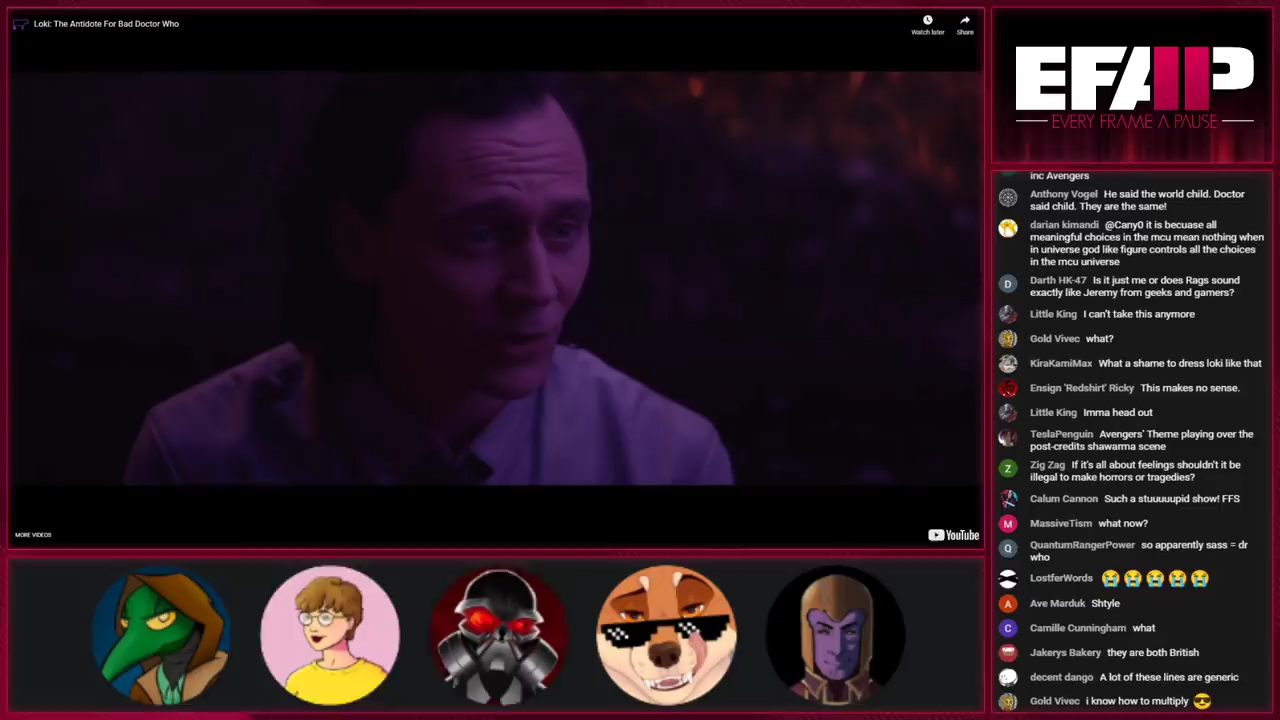 Loki: The Antidote For Bad Doctor Who
Watch later
Share
MORE VIDEOS
YouTube
EFAP
EVERY FRAME A PAUSE
inc Avengers
Anthony Vogel He said the world child. Doctor
said child. They are the same!
darian kimandi @Cany0 it is becuase all
meaningful choices in the mcu mean nothing when
in universe god like figure controls all the choices
in the mcu universe
D
Darth HK-47 Is it just me or does Rags sound
exactly like Jeremy from geeks and gamers?
Little King I can't take this anymore
Gold Vivec what?
KiraKamiMax What a shame to dress loki like that
Ensign 'Redshirt' Ricky This makes no sense.
Little King Imma head out
TeslaPenguin Avengers' Theme playing over the
post-credits shawarma scene
Z
Zig Zag If it's all about feelings shouldn't it be
illegal to make horrors or tragedies?
Calum Cannon Such a stuuuuupid show! FFS
M
MassiveTism what now?
Q
QuantumRangerPower so apparently sass = dr
who
LostferWords 😭😭😭😭😭
A
Ave Marduk Shtyle
C
Camille Cunningham what
Jakerys Bakery they are both British
decent dango A lot of these lines are generic
Gold Vivec i know how to multiply 😎